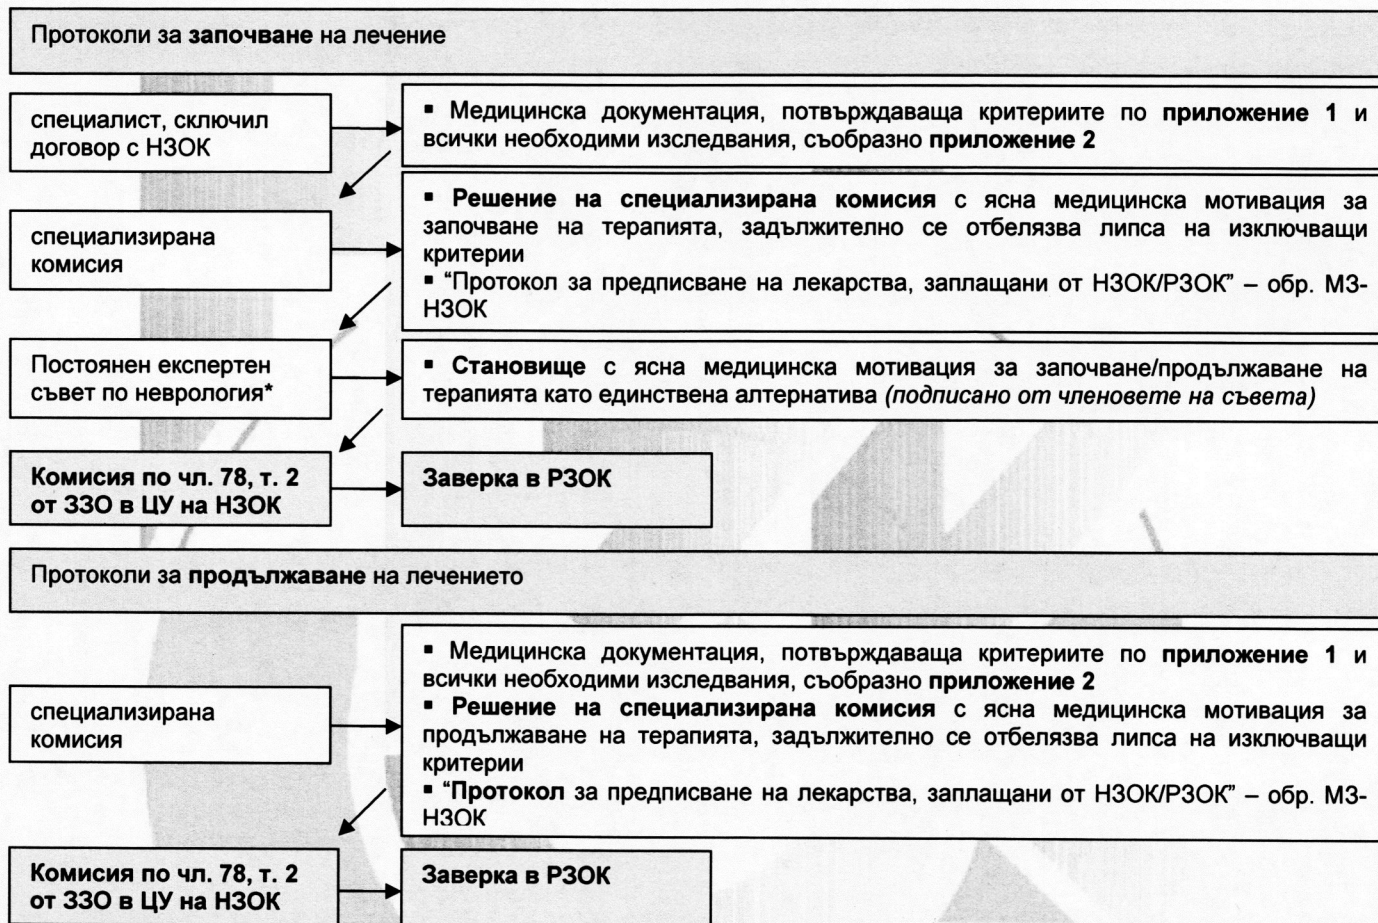 Протоколи за започване на лечение
специалист, сключил
договор с НЗОК
▪ Медицинска документация, потвърждаваща критериите по приложение 1 и
всички необходими изследвания, съобразно приложение 2
специализирана
комисия
▪ Решение на специализирана комисия с ясна медицинска мотивация за
започване на терапията, задължително се отбелязва липса на изключващи
критерии
▪ “Протокол за предписване на лекарства, заплащани от НЗОК/РЗОК” – обр. МЗ-
НЗОК
Постоянен експертен
съвет по неврология*
▪ Становище с ясна медицинска мотивация за започване/продължаване на
терапията като единствена алтернатива (подписано от членовете на съвета)
Комисия по чл. 78, т. 2
от ЗЗО в ЦУ на НЗОК
Заверка в РЗОК
Протоколи за продължаване на лечението
специализирана
комисия
▪ Медицинска документация, потвърждаваща критериите по приложение 1 и
всички необходими изследвания, съобразно приложение 2
▪ Решение на специализирана комисия с ясна медицинска мотивация за
продължаване на терапията, задължително се отбелязва липса на изключващи
критерии
▪ “Протокол за предписване на лекарства, заплащани от НЗОК/РЗОК” – обр. МЗ-
НЗОК
Комисия по чл. 78, т. 2
от ЗЗО в ЦУ на НЗОК
Заверка в РЗОК